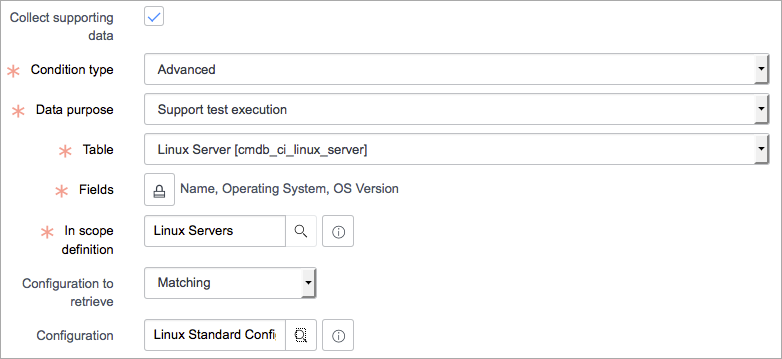 Collect supporting
data
Condition type
Advanced
Data purpose
Support test execution
Table
Linux Server [cmdb_ci_linux_server]
Fields
Name, Operating System, OS Version
In scope
definition
Linux Servers
Configuration to
retrieve
Matching
Configuration
Linux Standard Confi